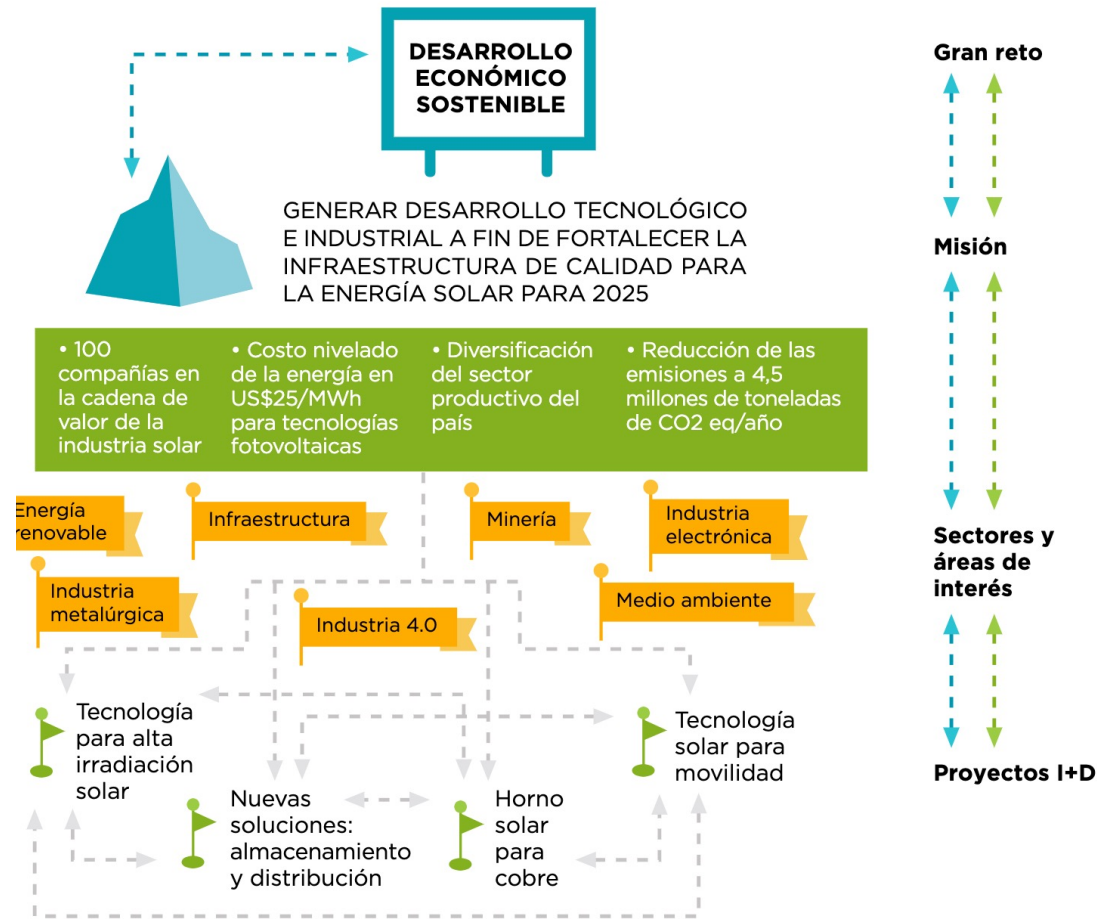 DESARROLLO
ECONÓMICO
SOSTENIBLE
Gran reto
GENERAR DESARROLLO TECNOLÓGICO
E INDUSTRIAL A FIN DE FORTALECER LA
INFRAESTRUCTURA DE CALIDAD PARA
LA ENERGÍA SOLAR PARA 2025
Misión
• 100
compañías en
la cadena de
valor de la
industria solar
• Costo nivelado
de la energía en
US$25/MWh
para tecnologías
fotovoltaicas
• Diversificación
del sector
productivo del
país
• Reducción de las
emisiones a 4,5
millones de toneladas
de CO2 eq/año
Energía
renovable
Infraestructura
Minería
Industria
electrónica
Industria
metalúrgica
Industria 4.0
Medio ambiente
Sectores y
áreas de
interés
Tecnología
para alta
irradiación
solar
Nuevas
soluciones:
almacenamiento
y distribución
Horno
solar
para
cobre
Tecnología
solar para
movilidad
Proyectos I+D